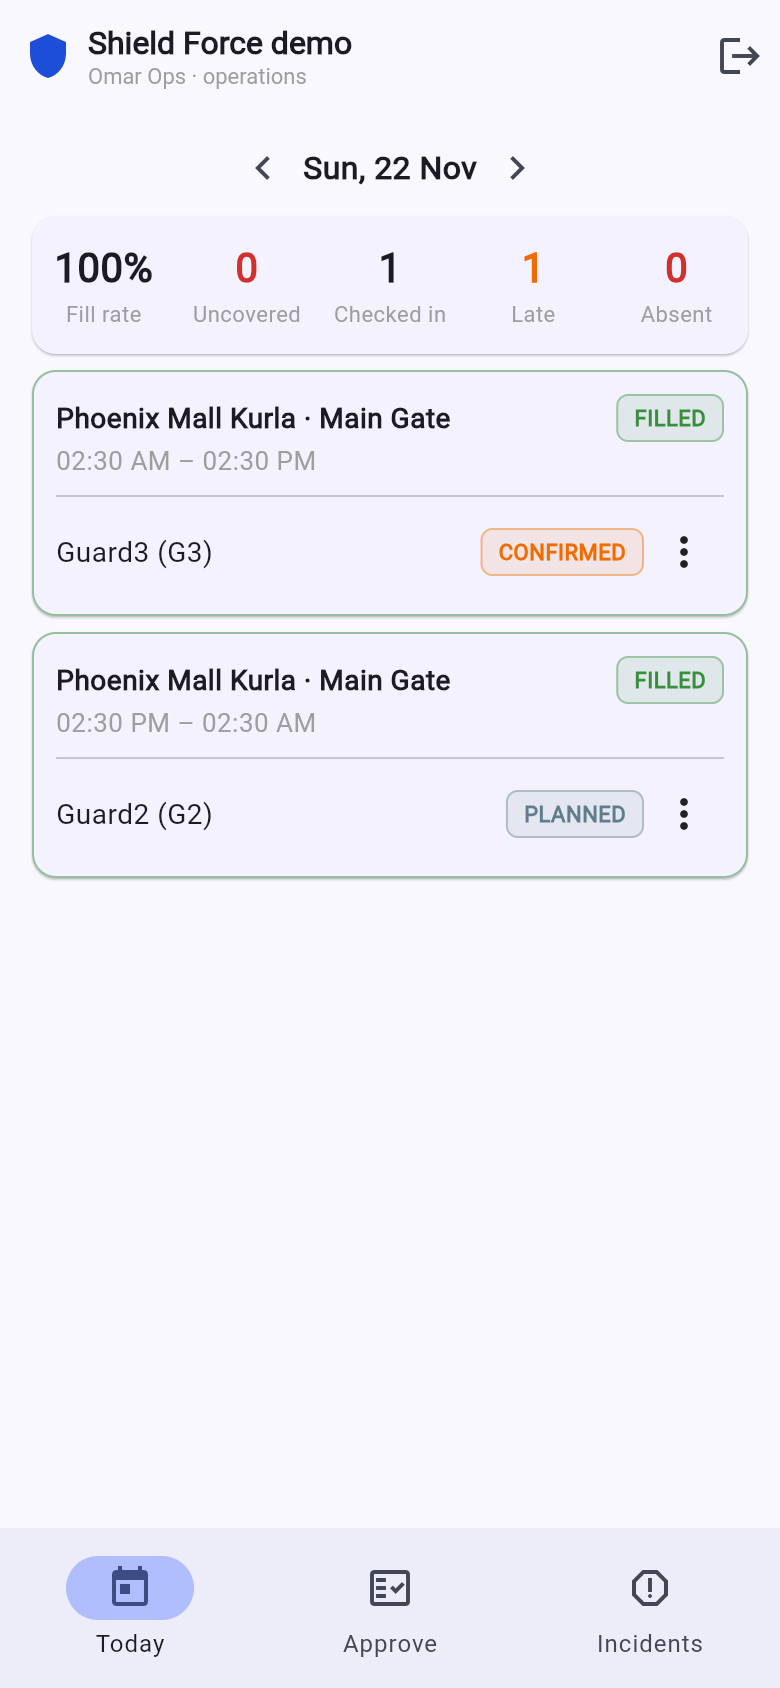 Shield Force demo
Omar Ops · operations
Sun, 22 Nov
100% 0 1 1 0
Fill rate Uncovered Checked in Late Absent
Phoenix Mall Kurla · Main Gate FILLED
02:30 AM – 02:30 PM
Guard3 (G3) CONFIRMED
Phoenix Mall Kurla · Main Gate FILLED
02:30 PM – 02:30 AM
Guard2 (G2) PLANNED
Today Approve Incidents